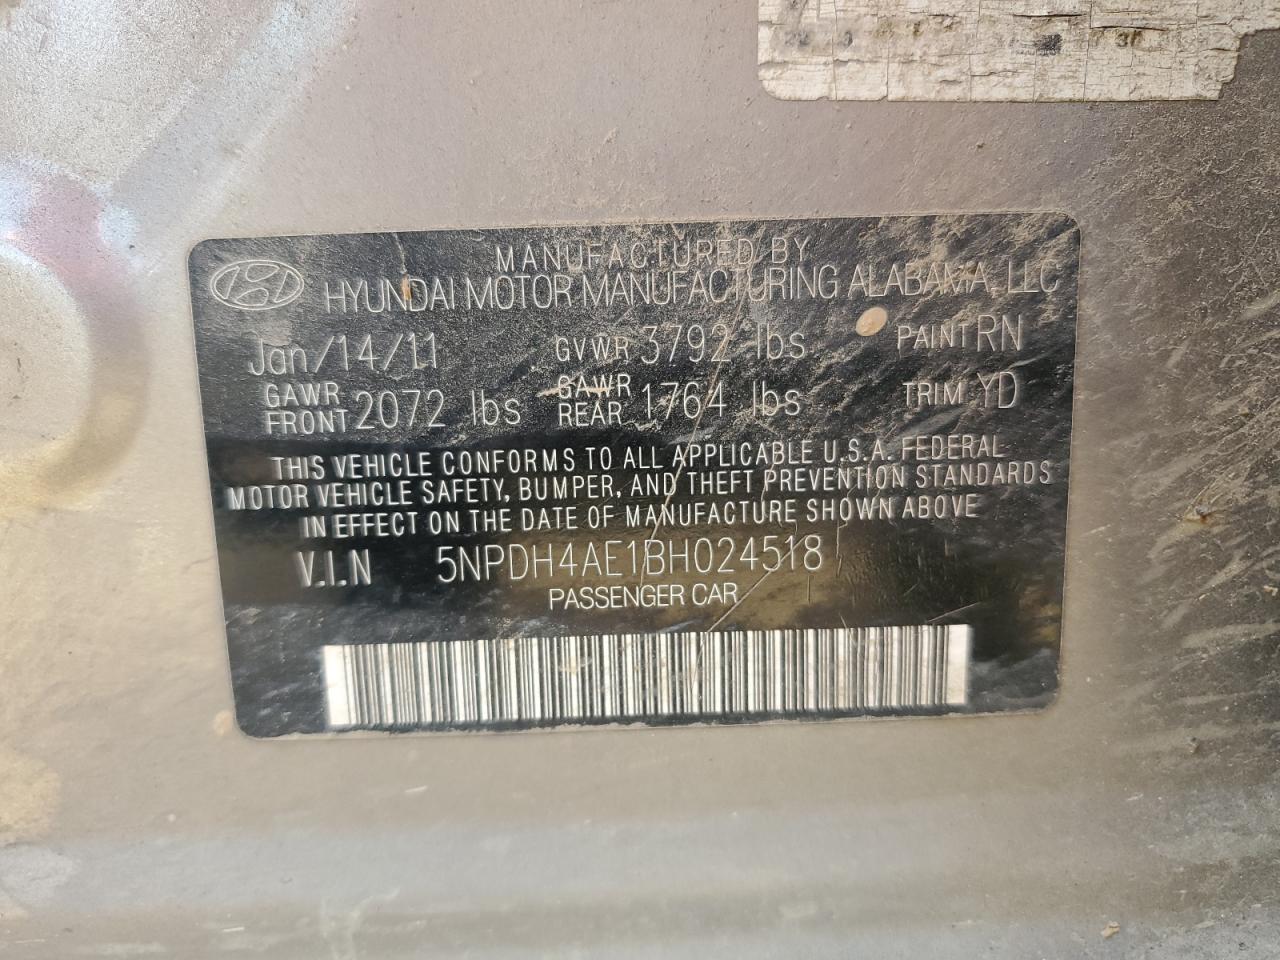 MANUFACTURED BY
HYUNDAI MOTOR MANUFACTURING ALABAMA, LLC
Jan/14/11 GVWR 3792 lbs PAINT RN
GAWR FRONT 2072 lbs GAWR REAR 1764 lbs TRIM YD
THIS VEHICLE CONFORMS TO ALL APPLICABLE U.S.A. FEDERAL
MOTOR VEHICLE SAFETY, BUMPER, AND THEFT PREVENTION STANDARDS
IN EFFECT ON THE DATE OF MANUFACTURE SHOWN ABOVE
V.I.N 5NPDH4AE1BH024518
PASSENGER CAR